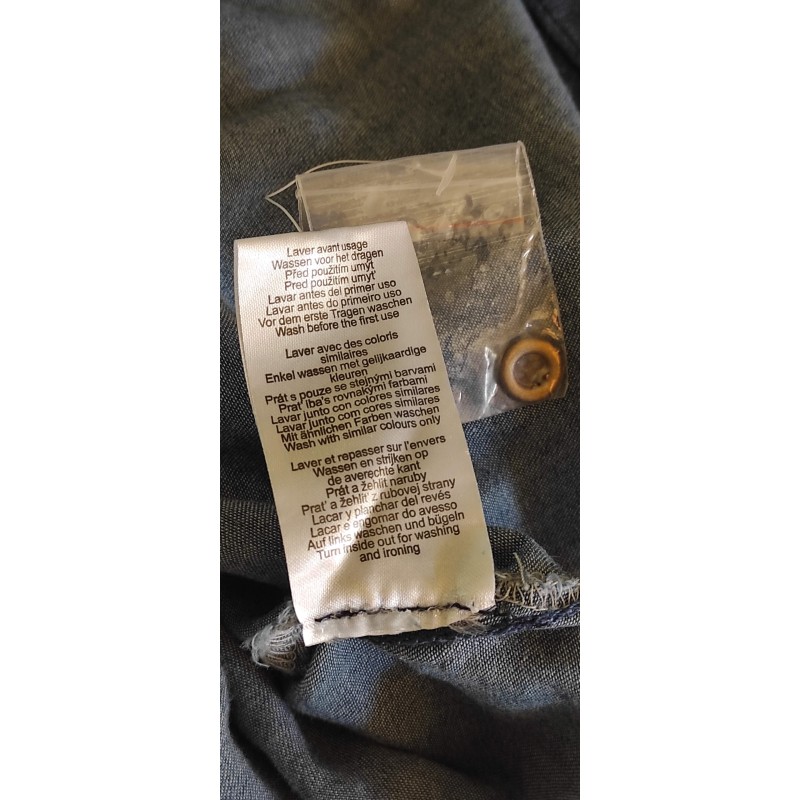 Laver avant usage
Wassen voor het dragen
Před použitím umýt
Pred použitím umyt'
Lavar antes del primer uso
Lavar antes do primeiro uso
Vor dem ersten Tragen waschen
Wash before the first use
Laver avec des coloris
similaires
Enkel wassen met gelijkaardige
kleuren
Prát s pouze se stejnými barvami
Prat' iba's rovnakými farbami
Lavar junto con colores similares
Lavar junto com cores similares
Mit ähnlichen Farben waschen
Wash with similar colours only
Laver et repasser sur l'envers
Wassen en strijken op
de averechte kant
Prát a žehlit naruby
Prat' a žehlit' z rubovej strany
Lacar y planchar del revés
Lacar e engomar do avesso
Auf links waschen und bügeln
Turn inside out for washing
and ironing